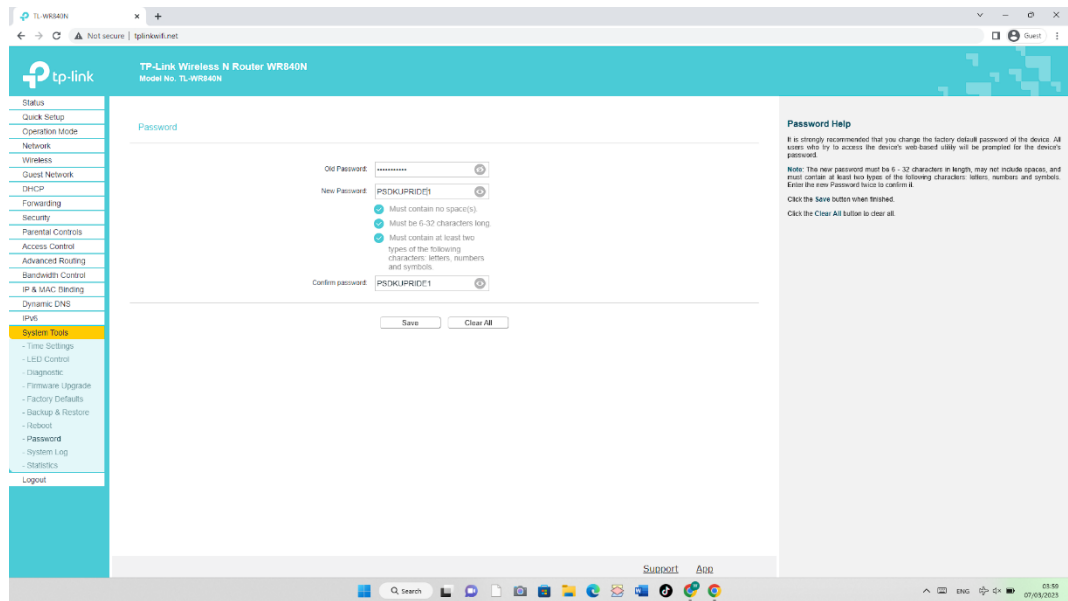 TL-WR840N
Not secure
tplinkwifi.net
Guest
tp-link
TP-Link Wireless N Router WR840N
Model No. TL-WR840N
Status
Quick Setup
Operation Mode
Network
Wireless
Guest Network
DHCP
Forwarding
Security
Parental Controls
Access Control
Advanced Routing
Bandwidth Control
IP & MAC Binding
Dynamic DNS
IPv6
System Tools
- Time Settings
- LED Control
- Diagnostic
- Firmware Upgrade
- Factory Defaults
- Backup & Restore
- Reboot
- Password
- System Log
- Statistics
Logout
Password
Old Password:
New Password: PSDKUPRIDE1
Must contain no space(s).
Must be 6-32 characters long.
Must contain at least two
types of the following
characters: letters, numbers
and symbols.
Confirm password: PSDKUPRIDE1
Save Clear All
Password Help
It is strongly recommended that you change the factory default password of the device. All
users who try to access the device's web-based utility will be prompted for the device's
password.
Note: The new password must be 6 - 32 characters in length, may not include spaces, and
must contain at least two types of the following characters: letters, numbers and symbols.
Enter the new Password twice to confirm it.
Click the Save button when finished.
Click the Clear All button to clear all.
Support App
Search
ENG
03:59
07/03/2023